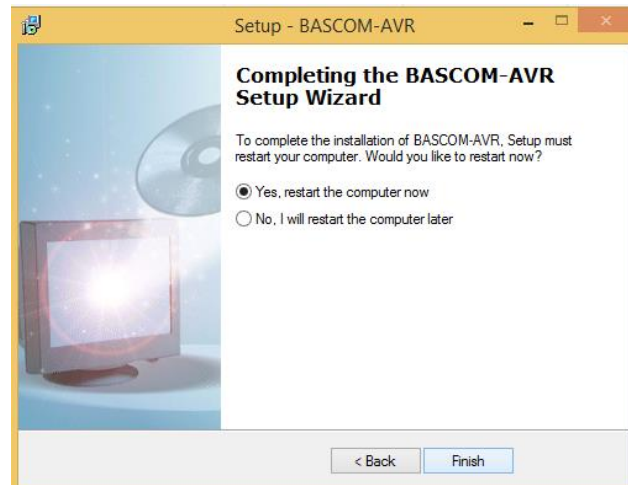 Setup - BASCOM-AVR
Completing the BASCOM-AVR
Setup Wizard
To complete the installation of BASCOM-AVR, Setup must
restart your computer. Would you like to restart now?
Yes, restart the computer now
No, I will restart the computer later
< Back
Finish